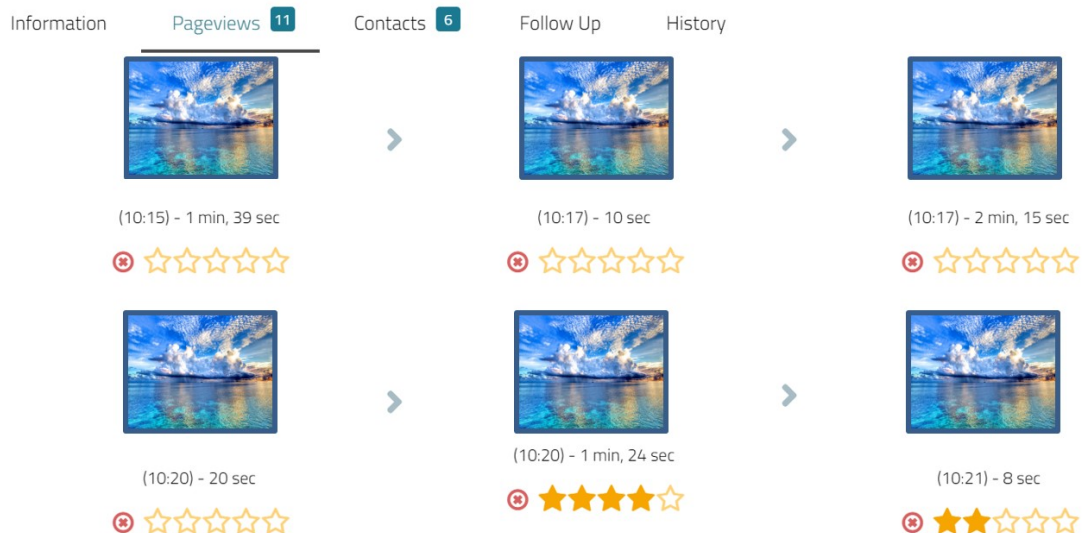 Information Pageviews 11 Contacts 6 Follow Up History
(10:15) - 1 min, 39 sec (10:17) - 10 sec (10:17) - 2 min, 15 sec
(10:20) - 20 sec (10:20) - 1 min, 24 sec (10:21) - 8 sec